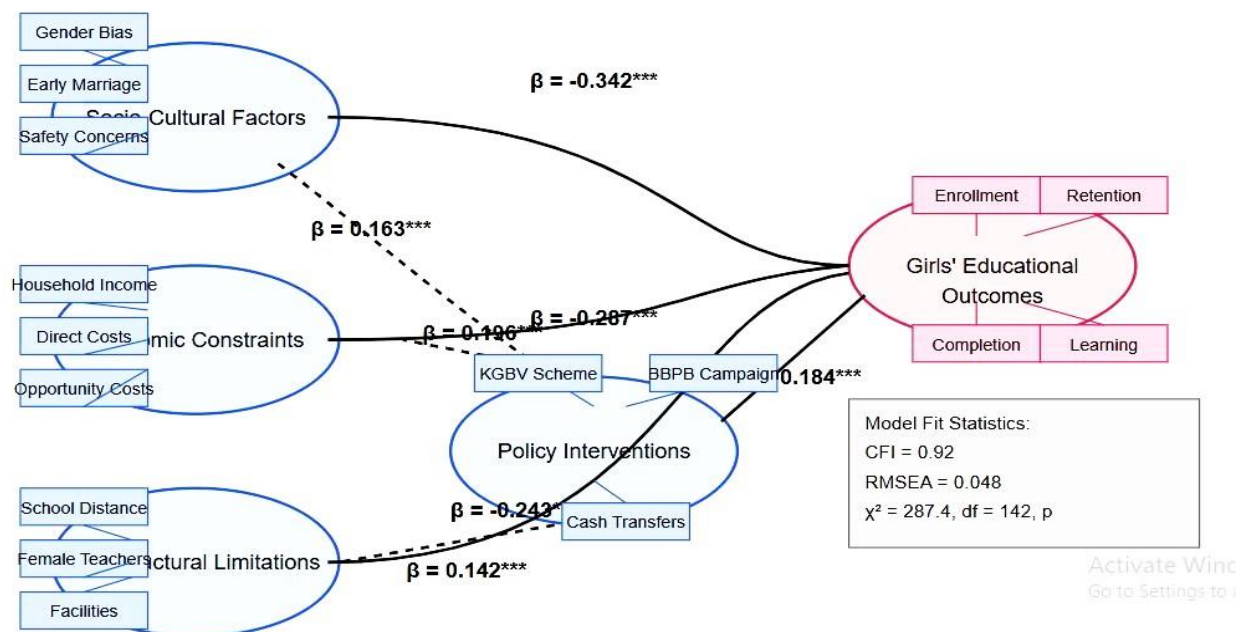 Gender Bias
Early Marriage
Safety Concerns
Cultural Factors
β = -0.342***
β = 0.163***
Enrollment
Retention
Girls' Educational
Outcomes
Completion
Learning
Household Income
Direct Costs
Opportunity Costs
omic Constraints
β = 0.196***
β = -0.287***
KGBV Scheme
BBPB Campaign
0.184***
Policy Interventions
Cash Transfers
β = -0.243*
Model Fit Statistics:
CFI = 0.92
RMSEA = 0.048
χ² = 287.4, df = 142, p
School Distance
Female Teachers
Facilities
ctural Limitations
β = 0.142***
Activate Winc
Go to Settings to a